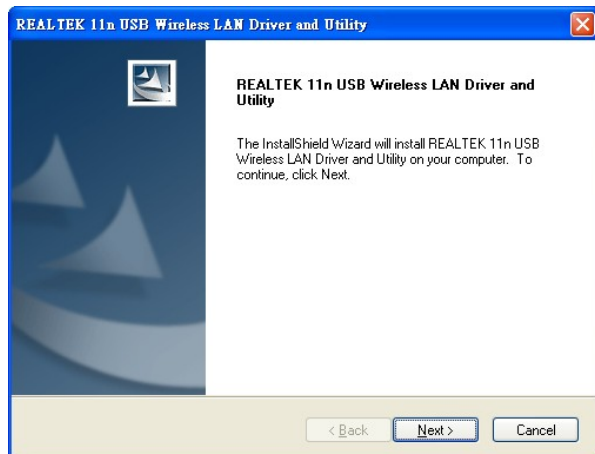 REALTEK 11n USB Wireless LAN Driver and Utility
REALTEK 11n USB Wireless LAN Driver and
Utility
The InstallShield Wizard will install REALTEK 11n USB
Wireless LAN Driver and Utility on your computer. To
continue, click Next.
< Back
Next >
Cancel